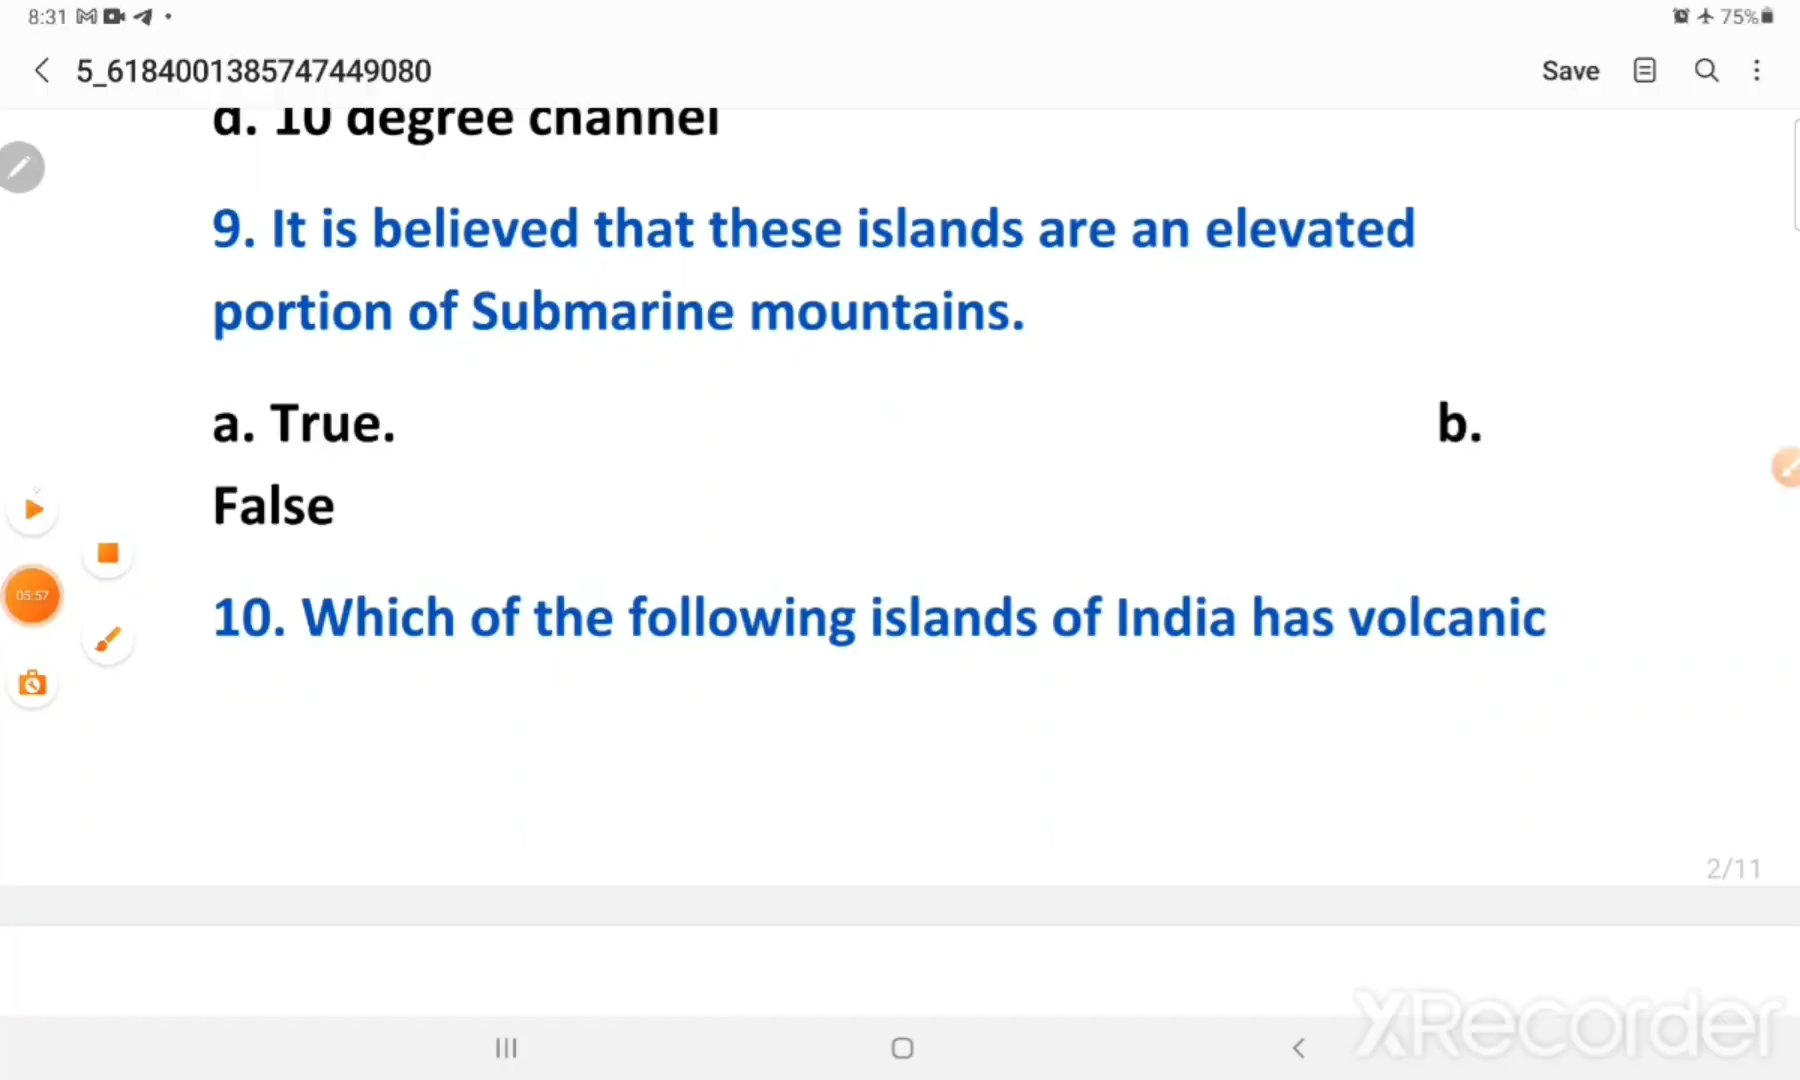 8:31
75%
5_6184001385747449080
Save
d. 10 degree channel
9. It is believed that these islands are an elevated
portion of Submarine mountains.
a. True. b.
False
05:57
10. Which of the following islands of India has volcanic
2/11
XRecorder